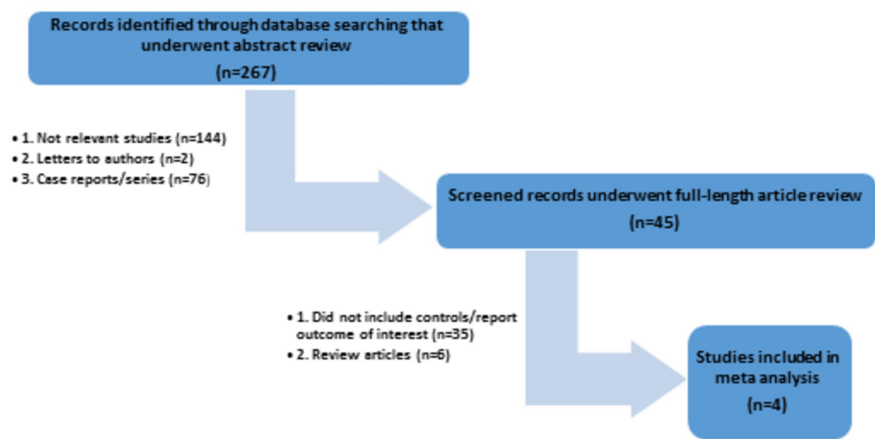 Records identified through database searching that
underwent abstract review
(n=267)
• 1. Not relevant studies (n=144)
• 2. Letters to authors (n=2)
• 3. Case reports/series (n=76)
Screened records underwent full-length article review
(n=45)
• 1. Did not include controls/report
outcome of interest (n=35)
• 2. Review articles (n=6)
Studies included in
meta analysis
(n=4)